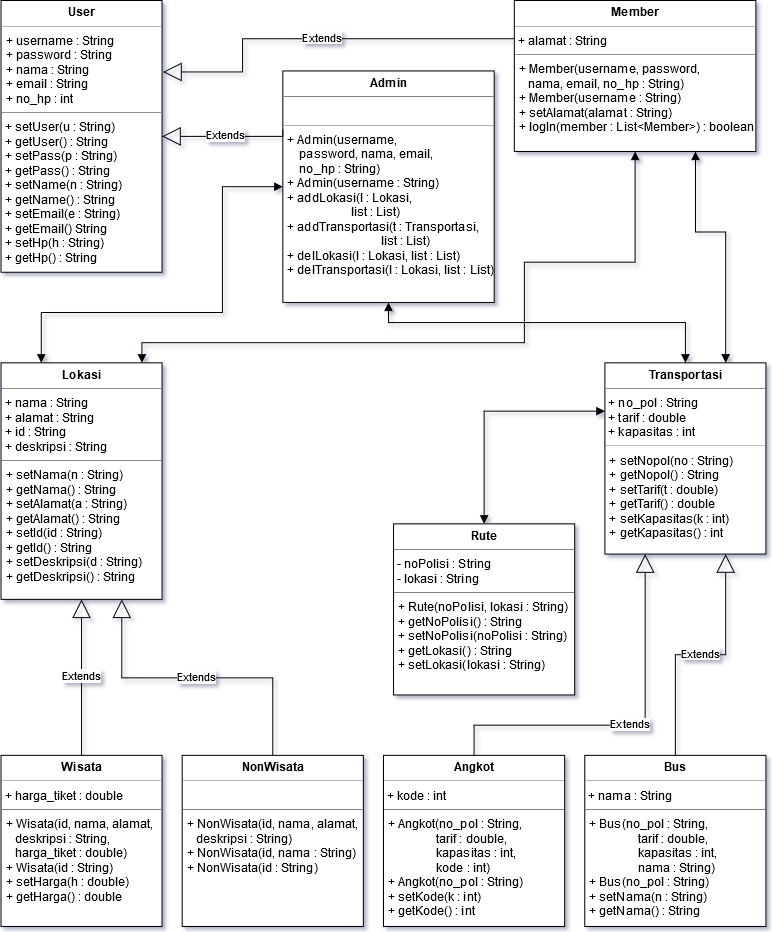 User
+ username : String
+ password : String
+ nama : String
+ email : String
+ no_hp : int
+ setUser(u : String)
+ getUser() : String
+ setPass(p : String)
+ getPass() : String
+ setName(n : String)
+ getName() : String
+ setEmail(e : String)
+ getEmail() String
+ setHp(h : String)
+ getHp() : String
Extends
Extends
Member
+ alamat : String
+ Member(username, password,
nama, email, no_hp : String)
+ Member(username : String)
+ setAlamat(alamat : String)
+ logIn(member : List<Member>) : boolean
Admin
+ Admin(username,
password, nama, email,
no_hp : String)
+ Admin(username : String)
+ addLokasi(l : Lokasi,
list : List)
+ addTransportasi(t : Transportasi,
list : List)
+ delLokasi(l : Lokasi, list : List)
+ delTransportasi(l : Lokasi, list : List)
Lokasi
+ nama : String
+ alamat : String
+ id : String
+ deskripsi : String
+ setNama(n : String)
+ getNama() : String
+ setAlamat(a : String)
+ getAlamat() : String
+ setId(id : String)
+ getId() : String
+ setDeskripsi(d : String)
+ getDeskripsi() : String
Transportasi
+ no_pol : String
+ tarif : double
+ kapasitas : int
+ setNopol(no : String)
+ getNopol() : String
+ setTarif(t : double)
+ getTarif() : double
+ setKapasitas(k : int)
+ getKapasitas() : int
Rute
- noPolisi : String
- lokasi : String
+ Rute(noPolisi, lokasi : String)
+ getNoPolisi() : String
+ setNoPolisi(noPolisi : String)
+ getLokasi() : String
+ setLokasi(lokasi : String)
Extends
Extends
Extends
Extends
Wisata
+ harga_tiket : double
+ Wisata(id, nama, alamat,
deskripsi : String,
harga_tiket : double)
+ Wisata(id : String)
+ setHarga(h : double)
+ getHarga() : double
NonWisata
+ NonWisata(id, nama, alamat,
deskripsi : String)
+ NonWisata(id, nama : String)
+ NonWisata(id : String)
Angkot
+ kode : int
+ Angkot(no_pol : String,
tarif : double,
kapasitas : int,
kode : int)
+ Angkot(no_pol : String)
+ setKode(k : int)
+ getKode() : int
Bus
+ nama : String
+ Bus(no_pol : String,
tarif : double,
kapasitas : int,
nama : String)
+ Bus(no_pol : String)
+ setNama(n : String)
+ getNama() : String